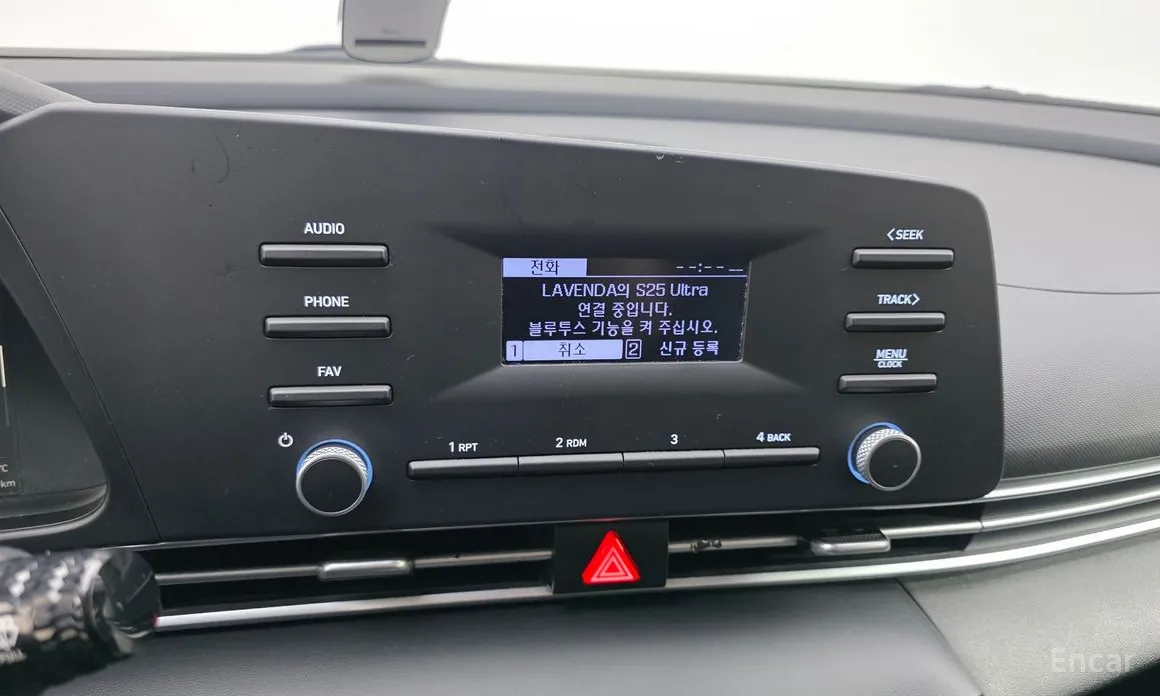 AUDIO
PHONE
FAV
전화
--:--
LAVENDA의 S25 Ultra
연결 중입니다.
블루투스 기능을 켜 주십시오.
1 취소 2 신규 등록
<SEEK
TRACK>
MENU
CLOCK
1 RPT
2 RDM
3
4 BACK
°C
km
Encar